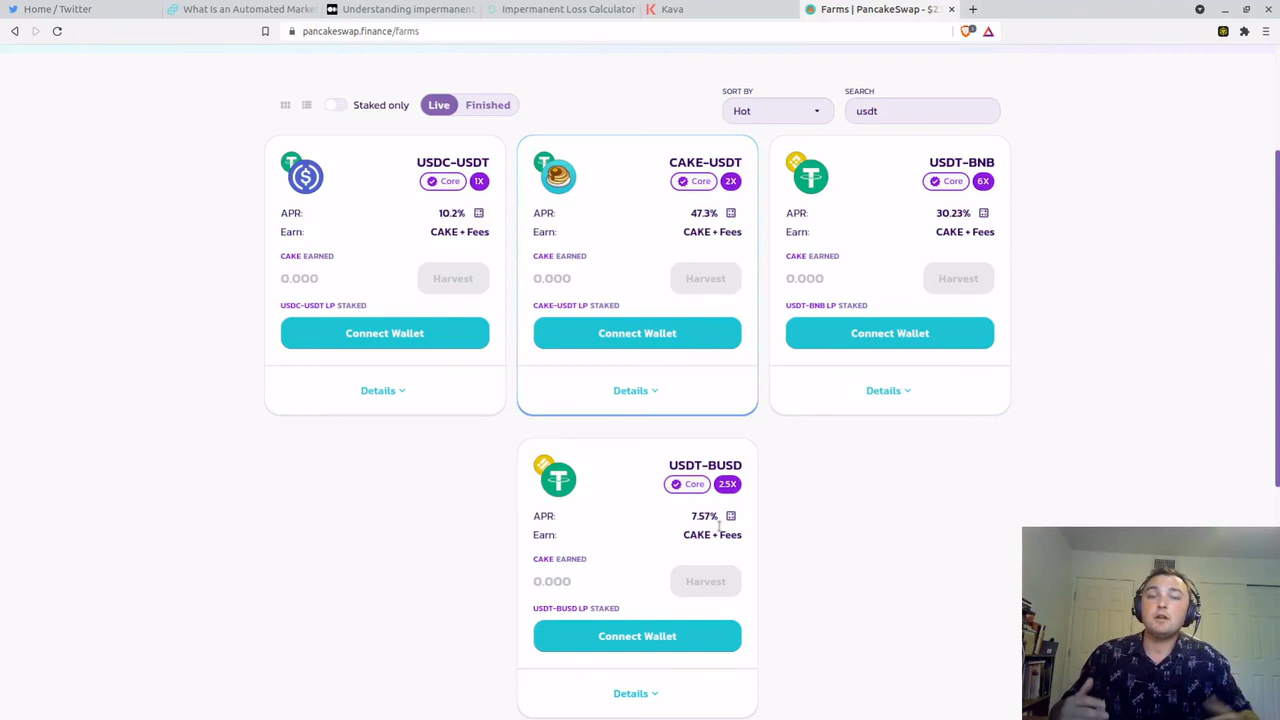 Home / Twitter
What Is an Automated Market
Understanding impermanent
Impermanent Loss Calculator
Kava
Farms | PancakeSwap - $2
pancakeswap.finance/farms
Staked only
Live
Finished
SORT BY
Hot
SEARCH
usdt
USDC-USDT
Core
1X
APR:
10.2%
Earn:
CAKE + Fees
CAKE EARNED
0.000
Harvest
USDC-USDT LP STAKED
Connect Wallet
Details
CAKE-USDT
Core
2X
APR:
47.3%
Earn:
CAKE + Fees
CAKE EARNED
0.000
Harvest
CAKE-USDT LP STAKED
Connect Wallet
Details
USDT-BNB
Core
6X
APR:
30.23%
Earn:
CAKE + Fees
CAKE EARNED
0.000
Harvest
USDT-BNB LP STAKED
Connect Wallet
Details
USDT-BUSD
Core
2.5X
APR:
7.57%
Earn:
CAKE + Fees
CAKE EARNED
0.000
Harvest
USDT-BUSD LP STAKED
Connect Wallet
Details